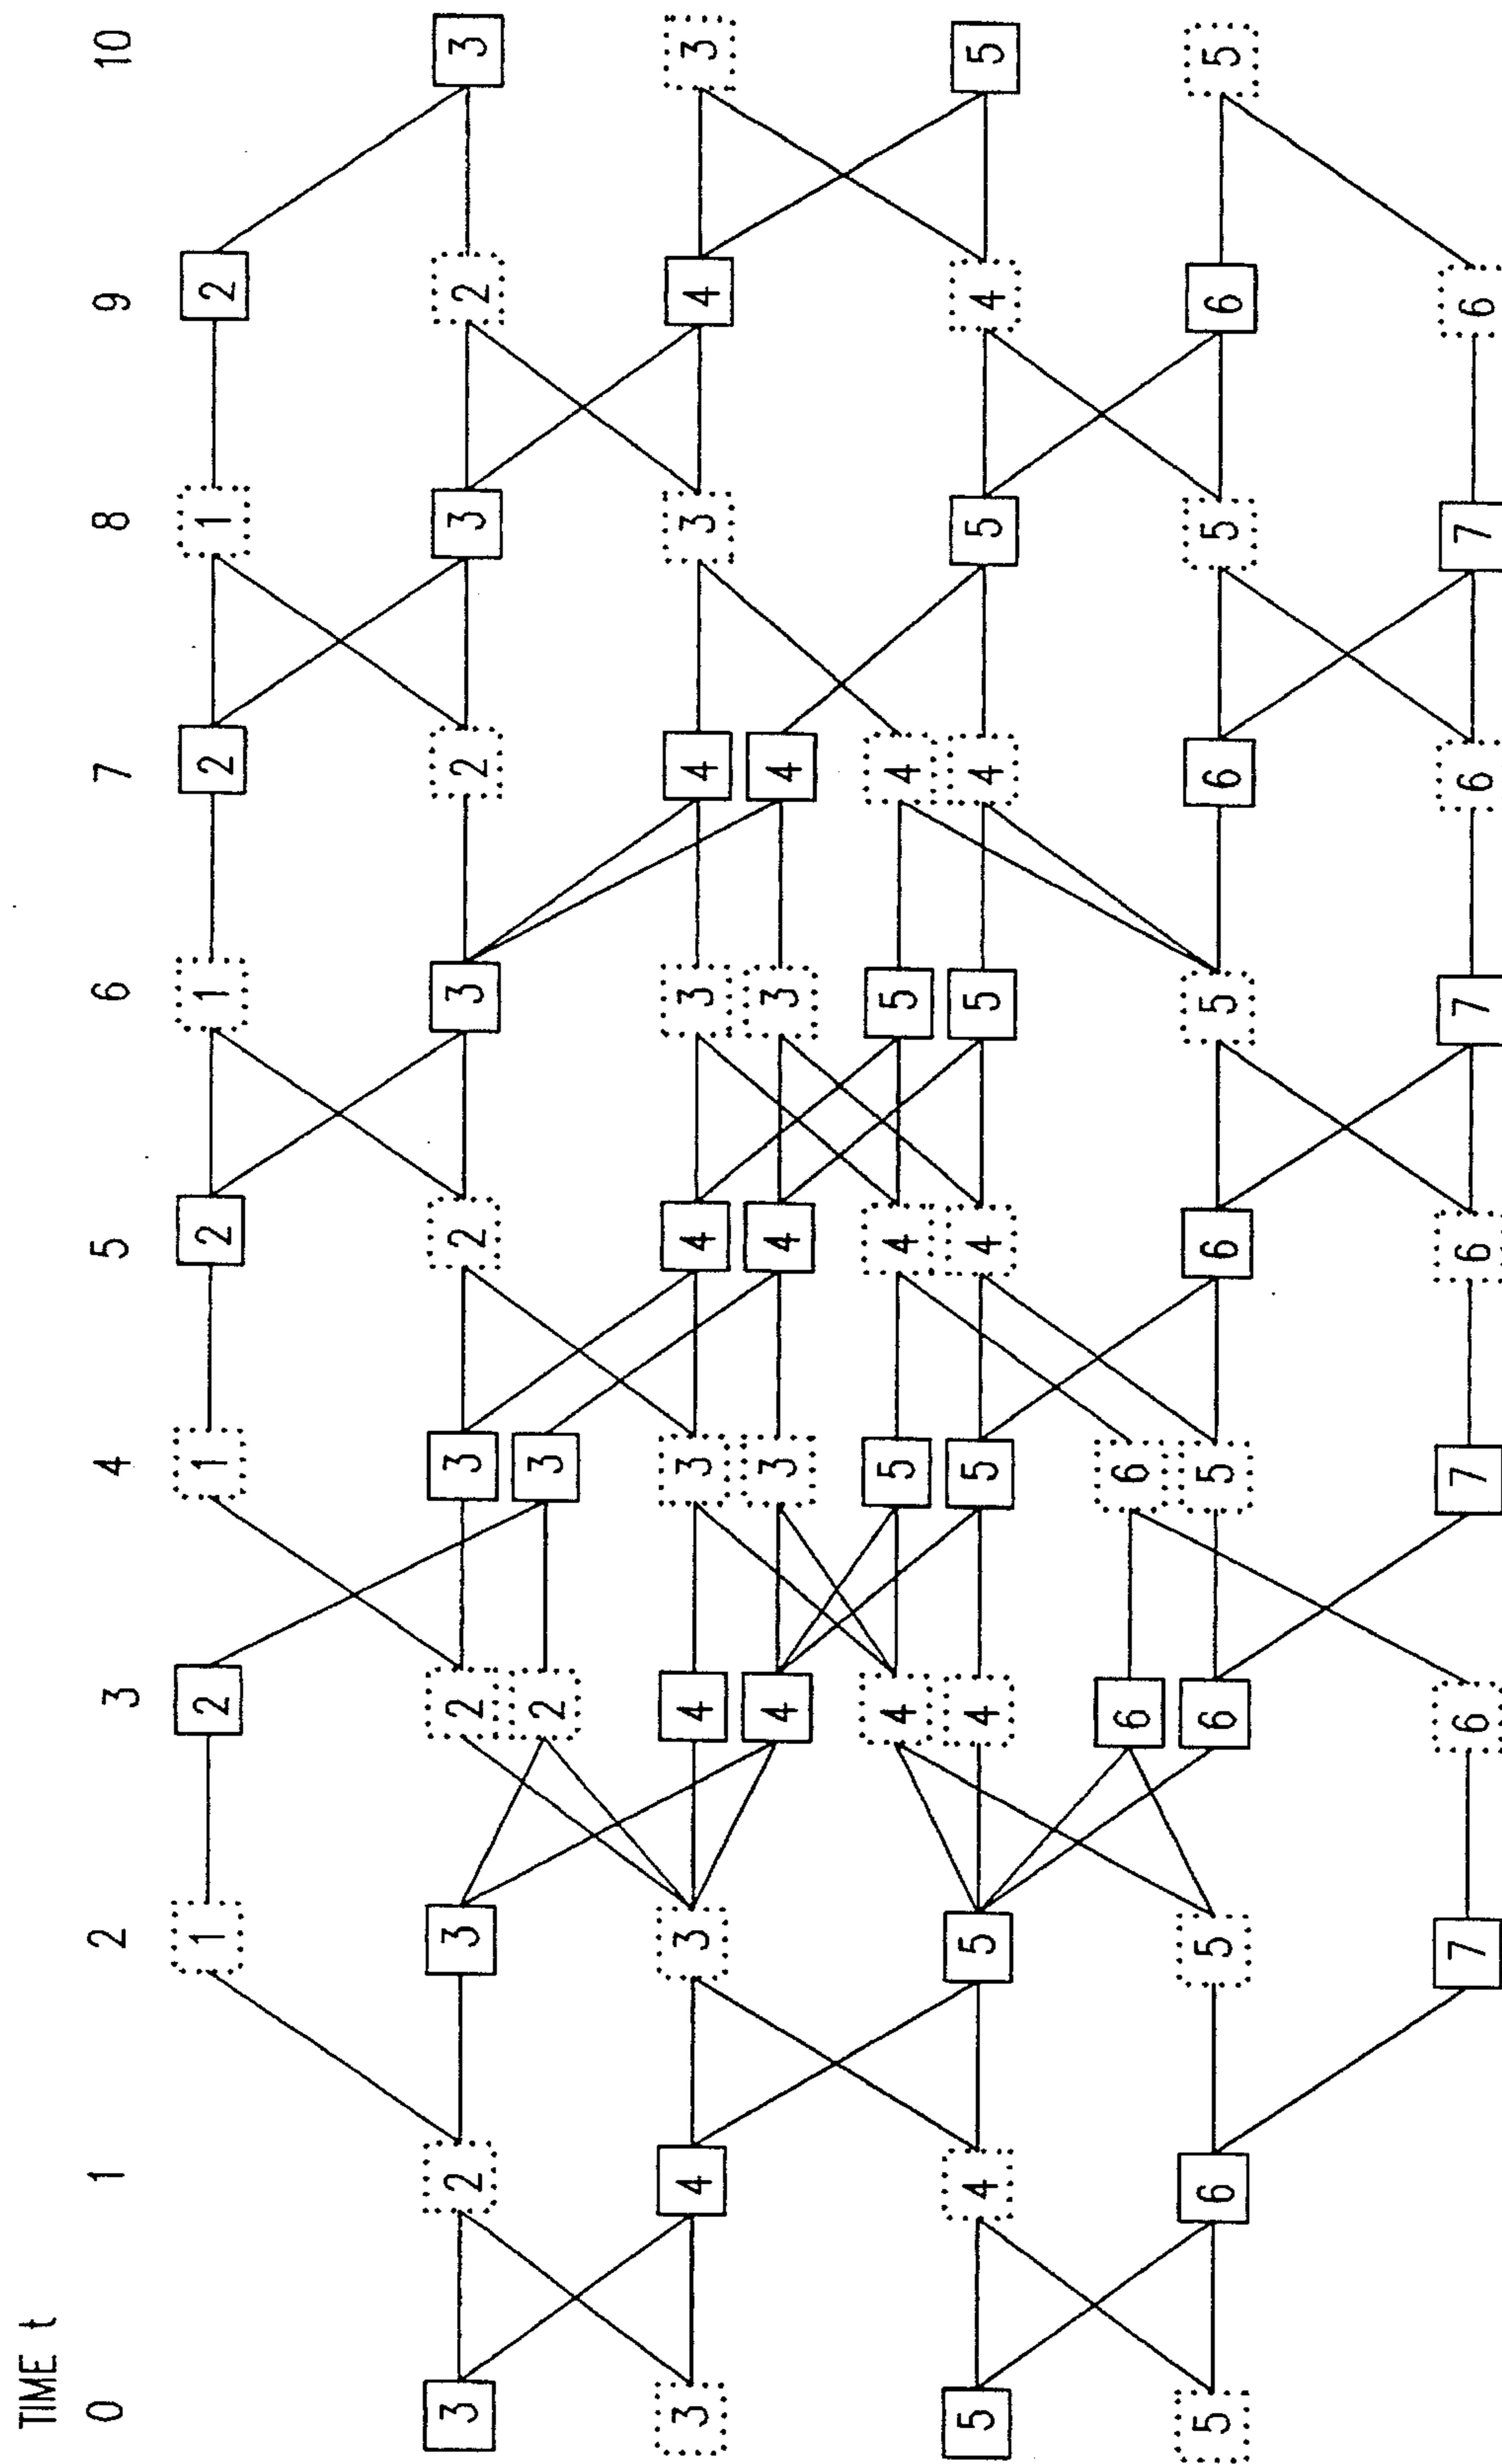 TIME t
0 1 2 3 4 5 6 7 8 9 10
1 2 1 2 1 2 1 2
3 2 3 2 3 2 3 2 3 2 3
2 3
3 4 3 4 3 4 3 4 3 4 3
4 3 4 3 4
4 5 4 5 4
5 4 5 4 5 4 5 4 5 4 5
6 6
5 6 5 6 5 6 5 6 5 6 5
7 6 7 6 7 6 7 6